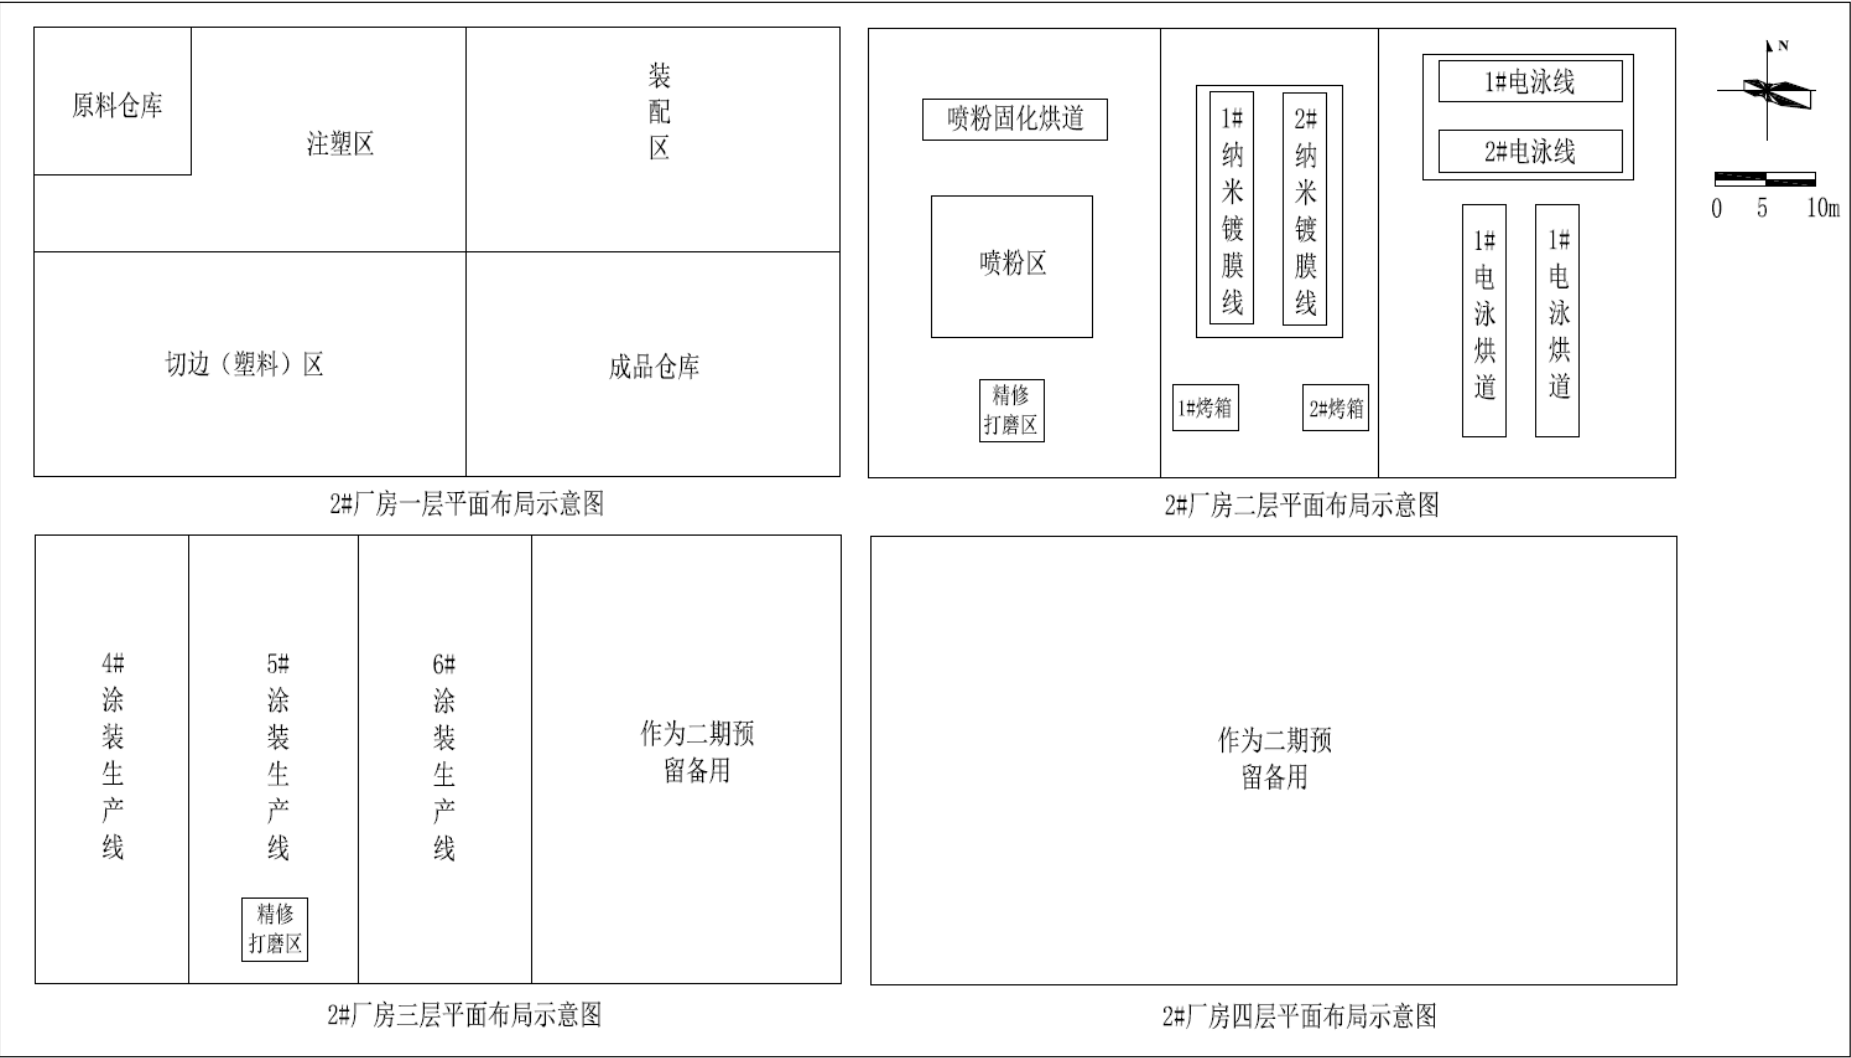 原料仓库
注塑区
装配区
切边（塑料）区
成品仓库
2#厂房一层平面布局示意图
喷粉固化烘道
喷粉区
精修
打磨区
1#纳米镀膜线
2#纳米镀膜线
1#烤箱
2#烤箱
1#电泳线
2#电泳线
1#电泳烘道
1#电泳烘道
2#厂房二层平面布局示意图
N
0 5 10m
4#涂装生产线
5#涂装生产线
精修
打磨区
6#涂装生产线
作为二期预
留备用
2#厂房三层平面布局示意图
作为二期预
留备用
2#厂房四层平面布局示意图